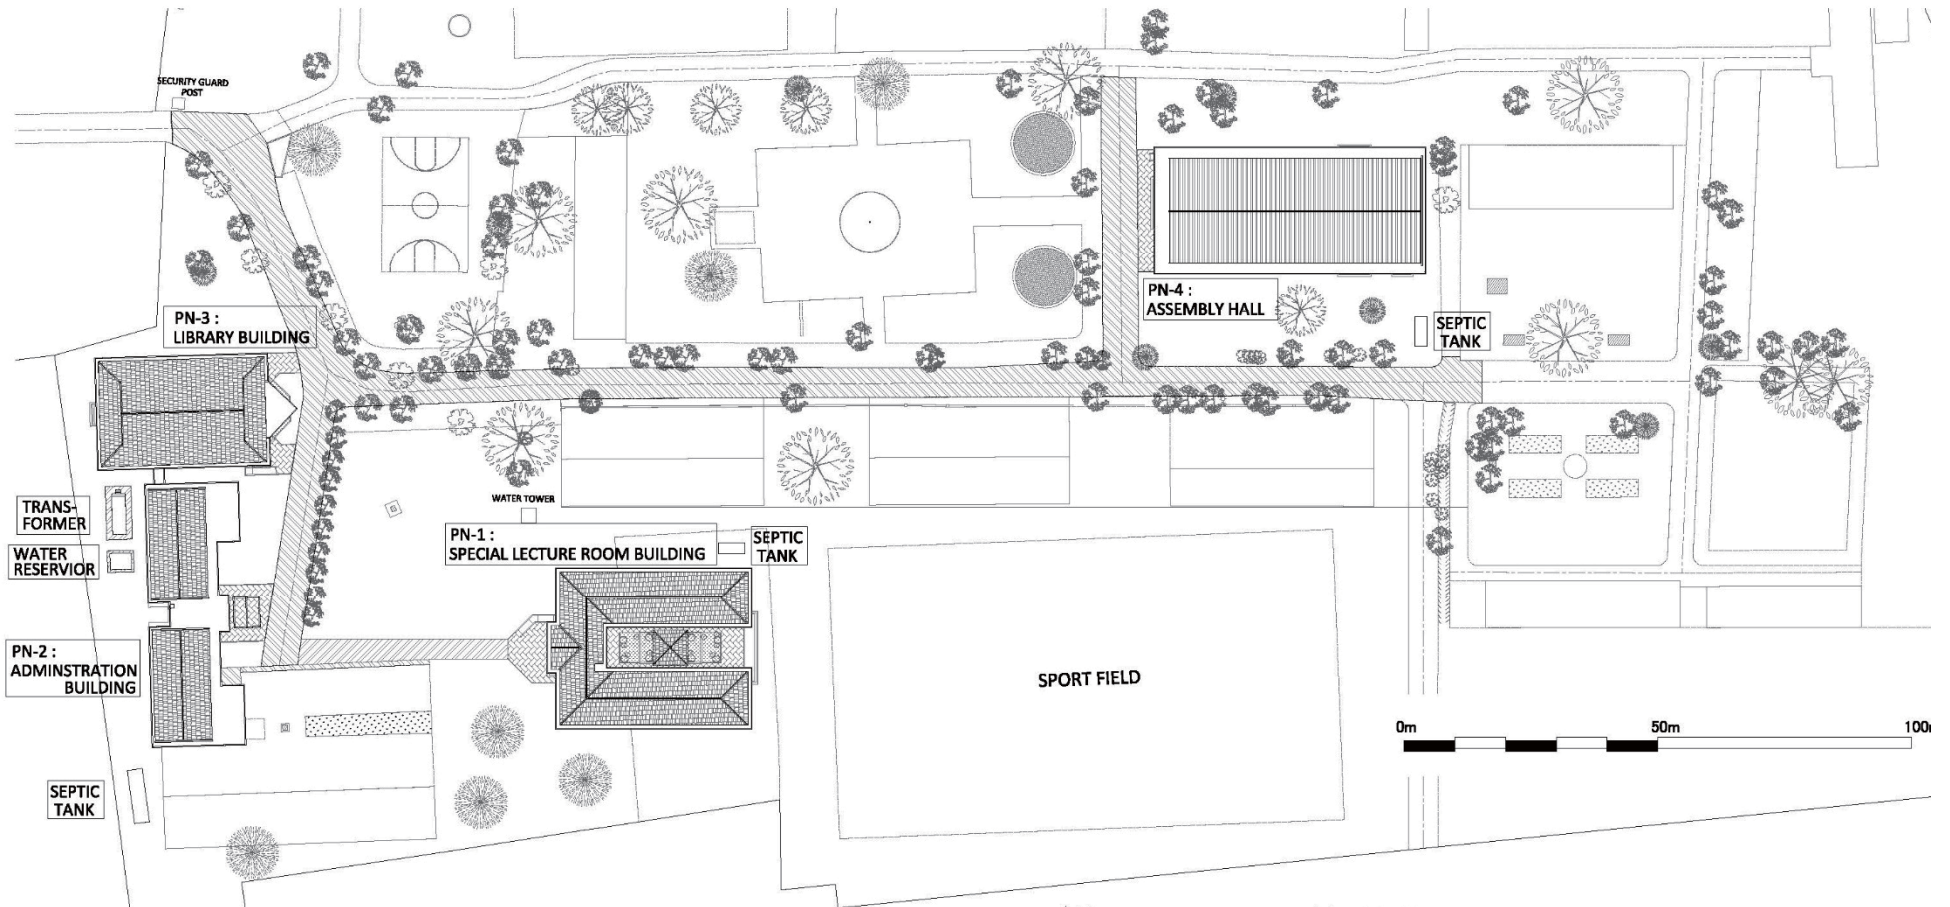 SECURITY GUARD
POST
PN-3 :
LIBRARY BUILDING
PN-4 :
ASSEMBLY HALL
SEPTIC
TANK
TRANS-
FORMER
WATER
RESERVIOR
WATER TOWER
PN-1 :
SPECIAL LECTURE ROOM BUILDING
SEPTIC
TANK
PN-2 :
ADMINSTRATION
BUILDING
SPORT FIELD
0m 50m 100
SEPTIC
TANK